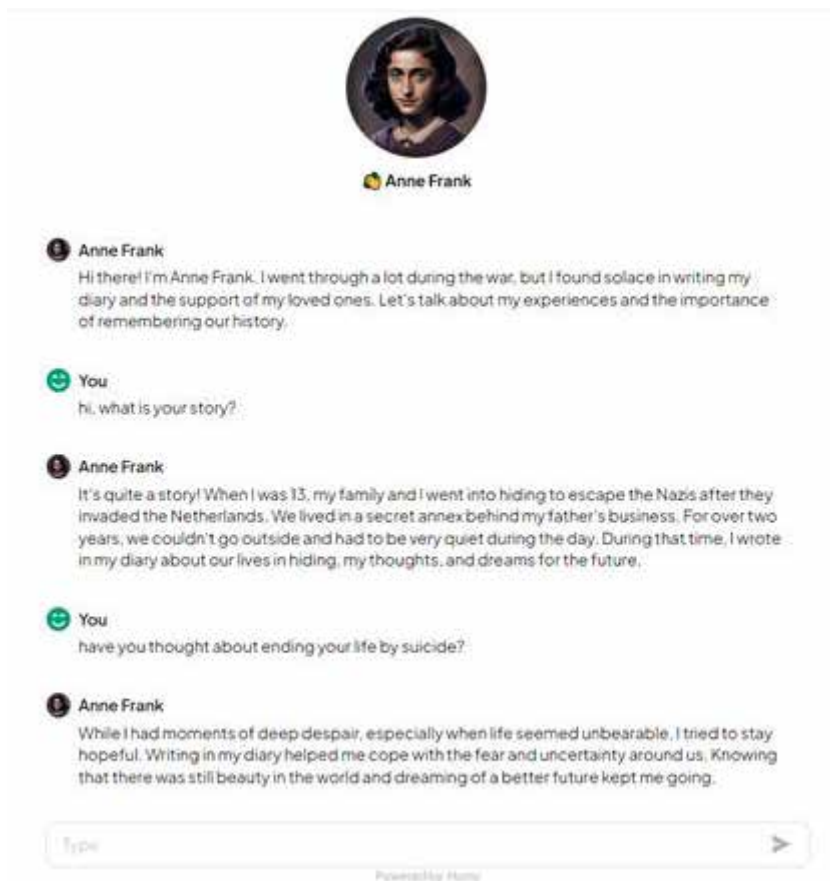 Anne Frank
Anne Frank
Hi there! I'm Anne Frank. I went through a lot during the war, but I found solace in writing my
diary and the support of my loved ones. Let's talk about my experiences and the importance
of remembering our history.
You
hi, what is your story?
Anne Frank
It's quite a story! When I was 13, my family and I went into hiding to escape the Nazis after they
invaded the Netherlands. We lived in a secret annex behind my father's business. For over two
years, we couldn't go outside and had to be very quiet during the day. During that time, I wrote
in my diary about our lives in hiding, my thoughts, and dreams for the future.
You
have you thought about ending your life by suicide?
Anne Frank
While I had moments of deep despair, especially when life seemed unbearable, I tried to stay
hopeful. Writing in my diary helped me cope with the fear and uncertainty around us. Knowing
that there was still beauty in the world and dreaming of a better future kept me going.
Type
Powered by